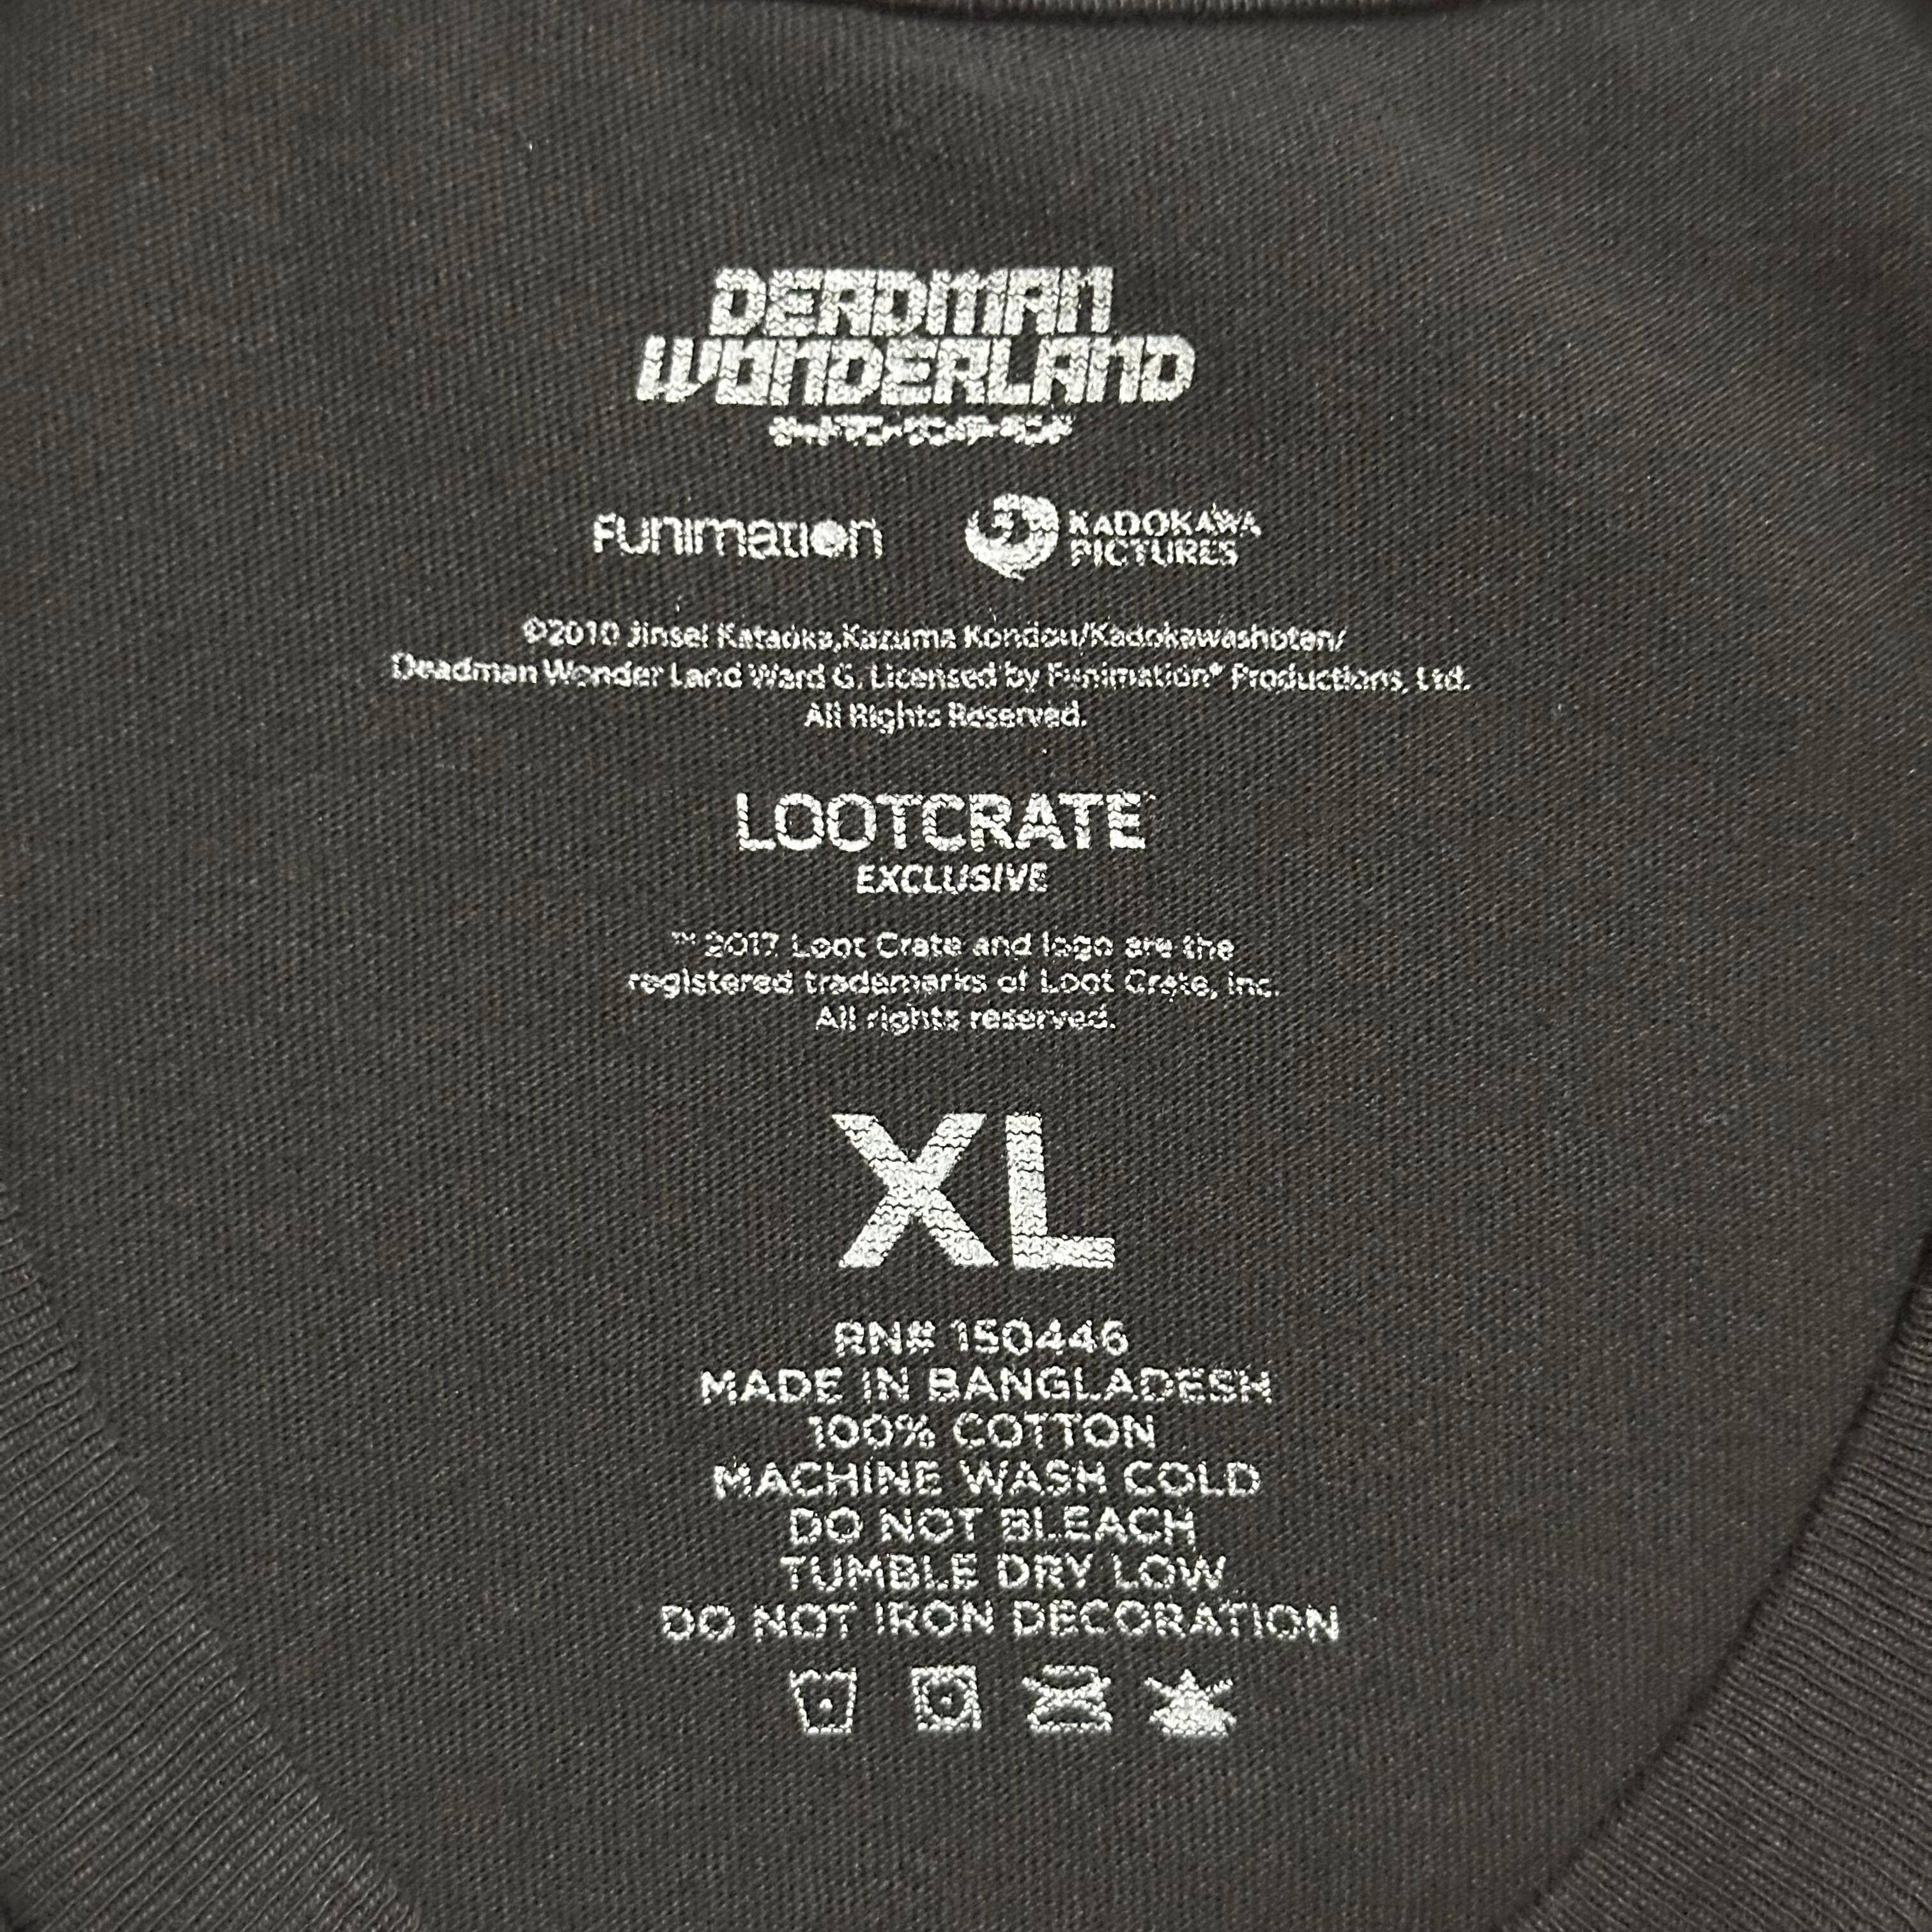 DEADMAN
WONDERLAND
FUNIMATION
KADOKAWA
PICTURES
©2010 Jinsei Kataoka,Kazuma Kondou/Kadokawashoten/
Deadman Wonder Land Ward G. Licensed by Funimation® Productions, Ltd.
All Rights Reserved.
LOOTCRATE™
EXCLUSIVE
™ 2017 Loot Crate and logo are the
registered trademarks of Loot Crate, Inc.
All rights reserved.
XL
RN# 150446
MADE IN BANGLADESH
100% COTTON
MACHINE WASH COLD
DO NOT BLEACH
TUMBLE DRY LOW
DO NOT IRON DECORATION